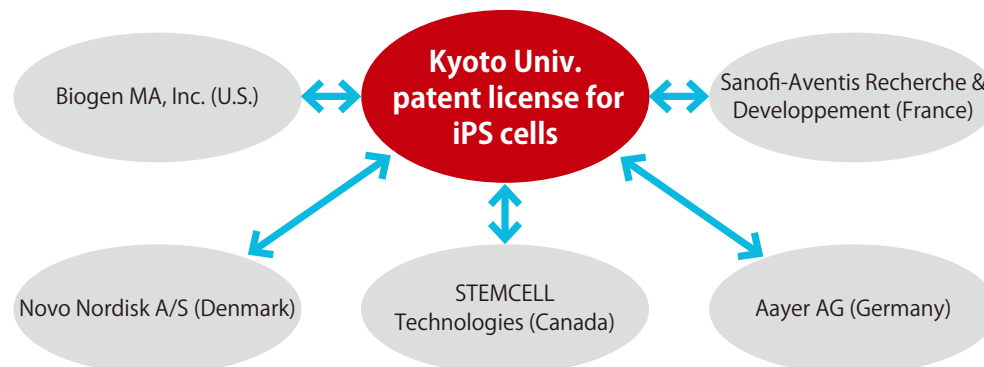 Kyoto Univ.
patent license for
iPS cells
Biogen MA, Inc. (U.S.)
Sanofi-Aventis Recherche &
Developpement (France)
Novo Nordisk A/S (Denmark)
STEMCELL
Technologies (Canada)
Aayer AG (Germany)